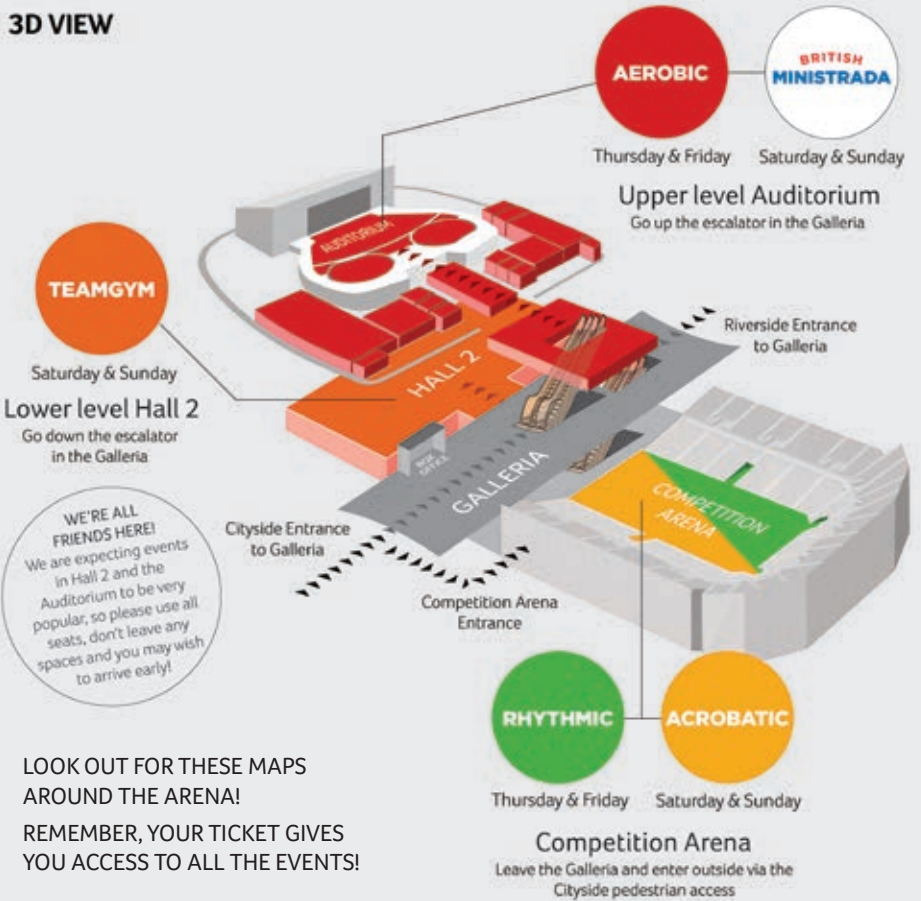 3D VIEW
AEROBIC
BRITISH
MINISTRADA
Thursday & Friday
Saturday & Sunday
Upper level Auditorium
Go up the escalator in the Galleria
AUDITORIUM
TEAMGYM
Saturday & Sunday
Lower level Hall 2
Go down the escalator
in the Galleria
HALL 2
Riverside Entrance
to Galleria
BOX
OFFICE
GALLERIA
COMPETITION
ARENA
Cityside Entrance
to Galleria
Competition Arena
Entrance
WE'RE ALL
FRIENDS HERE!
We are expecting events
in Hall 2 and the
Auditorium to be very
popular, so please use all
seats, don't leave any
spaces and you may wish
to arrive early!
RHYTHMIC
ACROBATIC
Thursday & Friday
Saturday & Sunday
Competition Arena
Leave the Galleria and enter outside via the
Cityside pedestrian access
LOOK OUT FOR THESE MAPS
AROUND THE ARENA!
REMEMBER, YOUR TICKET GIVES
YOU ACCESS TO ALL THE EVENTS!